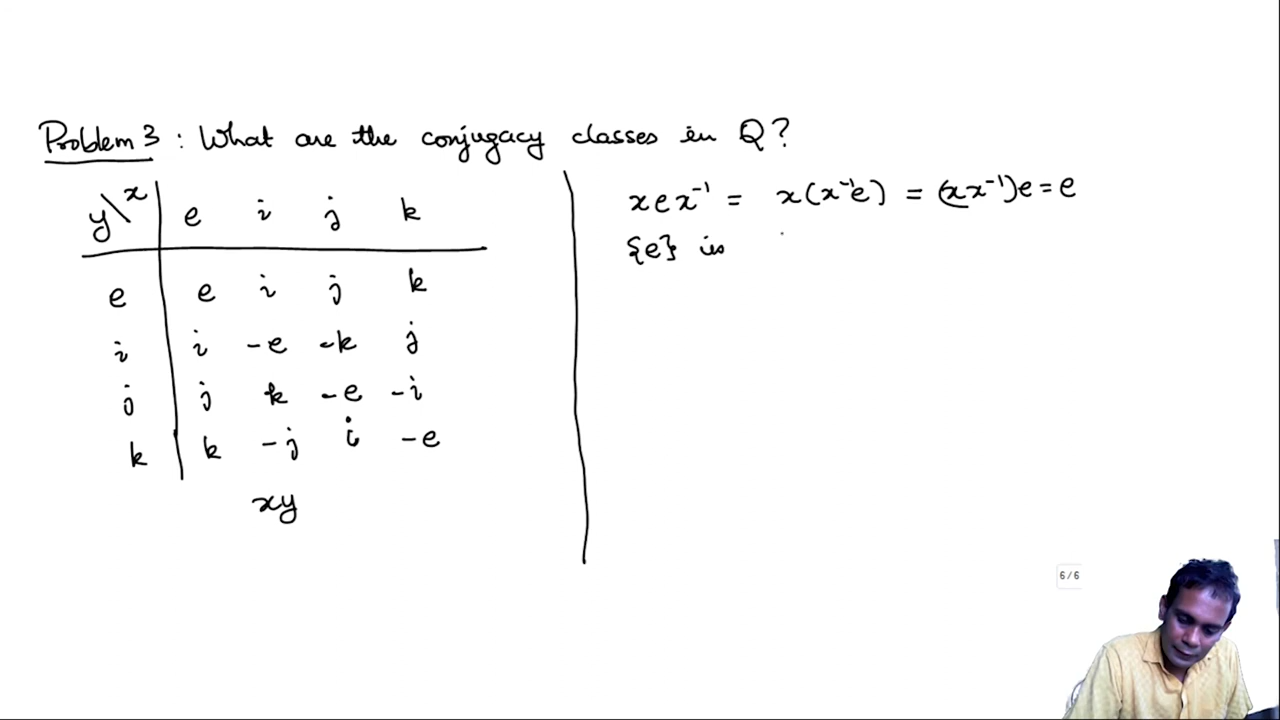 Problem 3 : What are the conjugacy classes in Q?
y\x e i j k
e e i j k
i i -e -k j
j j k -e -i
k k -j i -e
xy
xex⁻¹ = x(x⁻¹e) = (xx⁻¹)e = e
{e} is
6/6